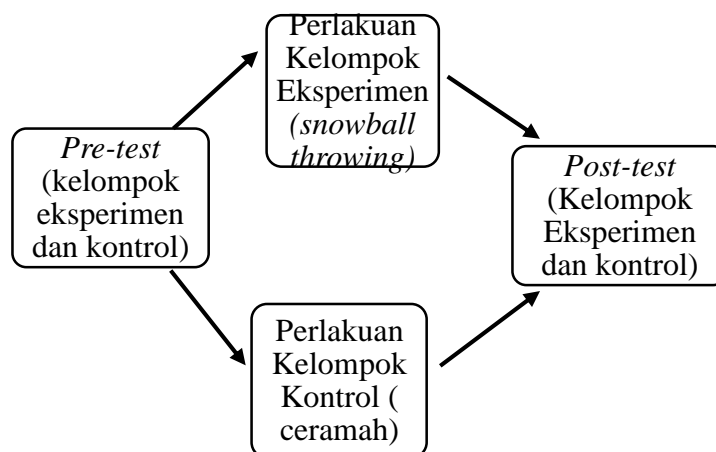 Pre-test
(kelompok
eksperimen
dan kontrol)
Perlakuan
Kelompok
Eksperimen
(snowball
throwing)
Perlakuan
Kelompok
Kontrol (
ceramah)
Post-test
(Kelompok
Eksperimen
dan kontrol)